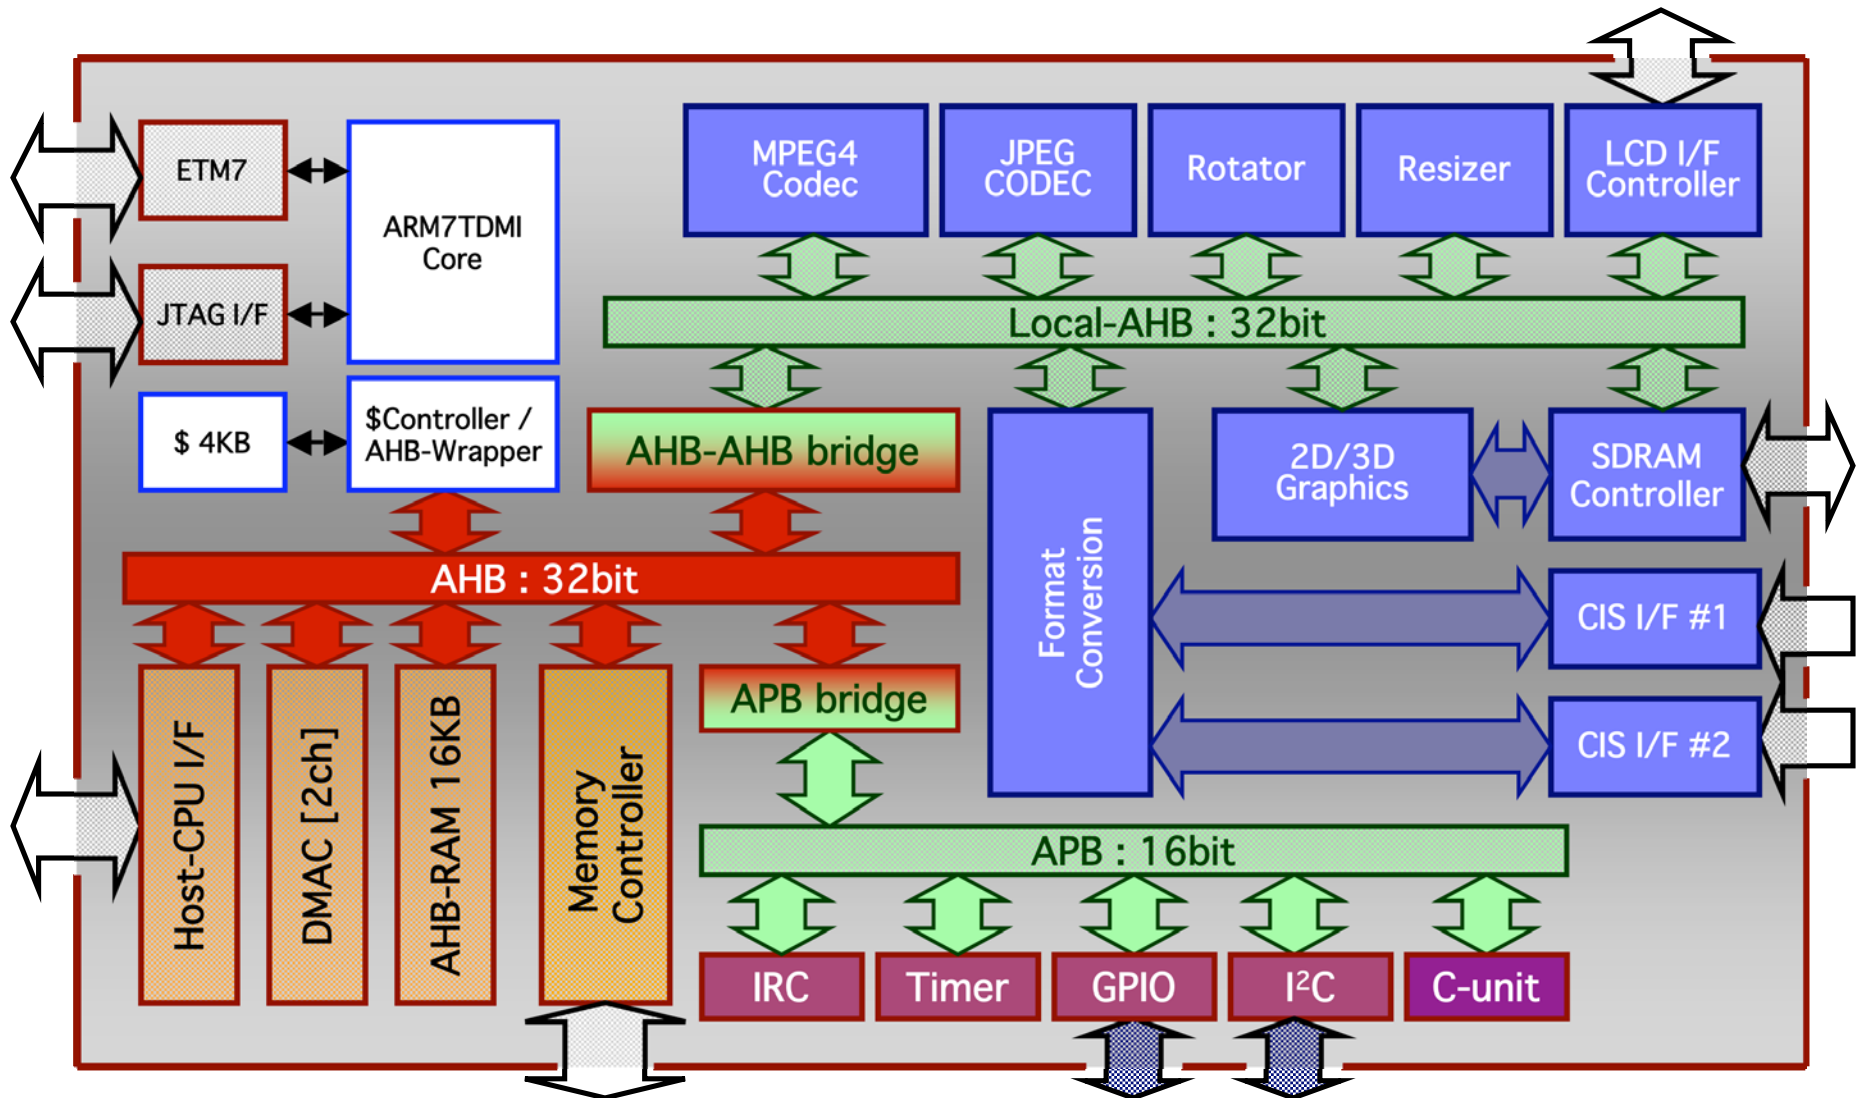 ETM7
ARM7TDMI
Core
JTAG I/F
$ 4KB
$Controller /
AHB-Wrapper
MPEG4
Codec
JPEG
CODEC
Rotator
Resizer
LCD I/F
Controller
Local-AHB : 32bit
AHB-AHB bridge
Format
Conversion
2D/3D
Graphics
SDRAM
Controller
AHB : 32bit
CIS I/F #1
CIS I/F #2
Host-CPU I/F
DMAC [2ch]
AHB-RAM 16KB
Memory
Controller
APB bridge
APB : 16bit
IRC
Timer
GPIO
I²C
C-unit